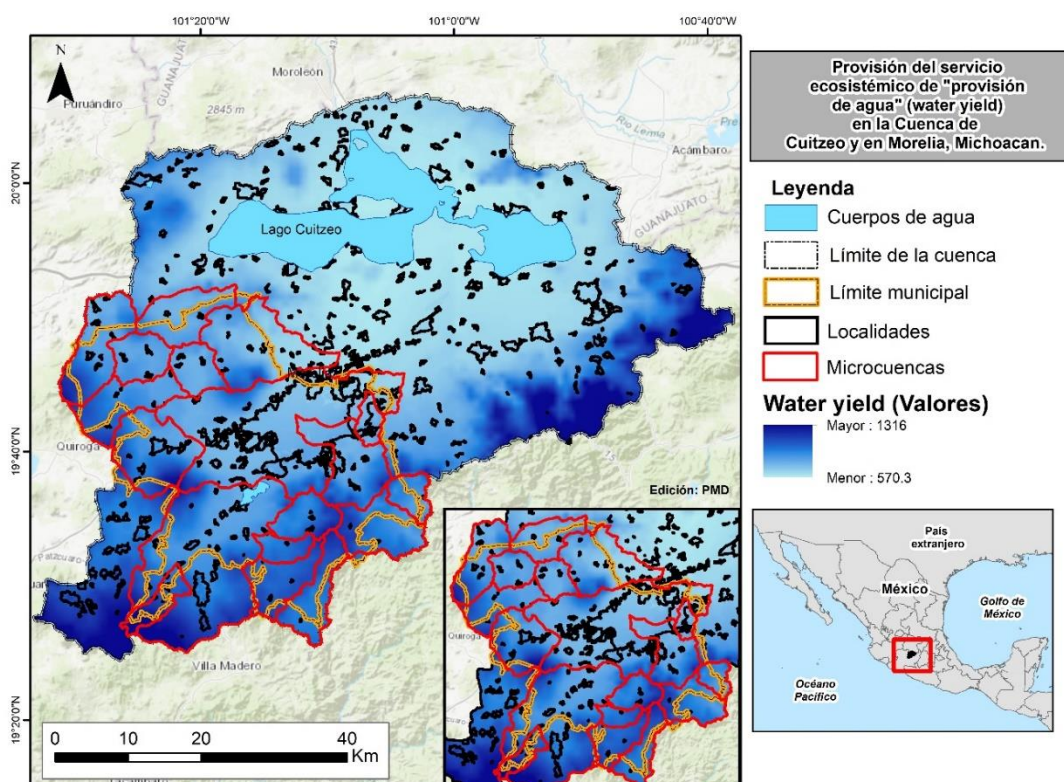 101°20'0"W
101°0'0"W
100°40'0"W
N
GUANAJUATO
Moroleón
Puruándiro
2845 m
Río Lerma
Acámbaro
GUANAJUATO
20°0'0"N
19°40'0"N
19°20'0"N
Lago Cuitzeo
Quiroga
Villa Madero
15
Edición: PMD
0 10 20 40
Km
Quiroga
Provisión del servicio
ecosistémico de "provisión
de agua" (water yield)
en la Cuenca de
Cuitzeo y en Morelia, Michoacan.
Leyenda
Cuerpos de agua
Límite de la cuenca
Límite municipal
Localidades
Microcuencas
Water yield (Valores)
Mayor : 1316
Menor : 570.3
País
extranjero
México
Golfo de
México
Océano
Pacífico